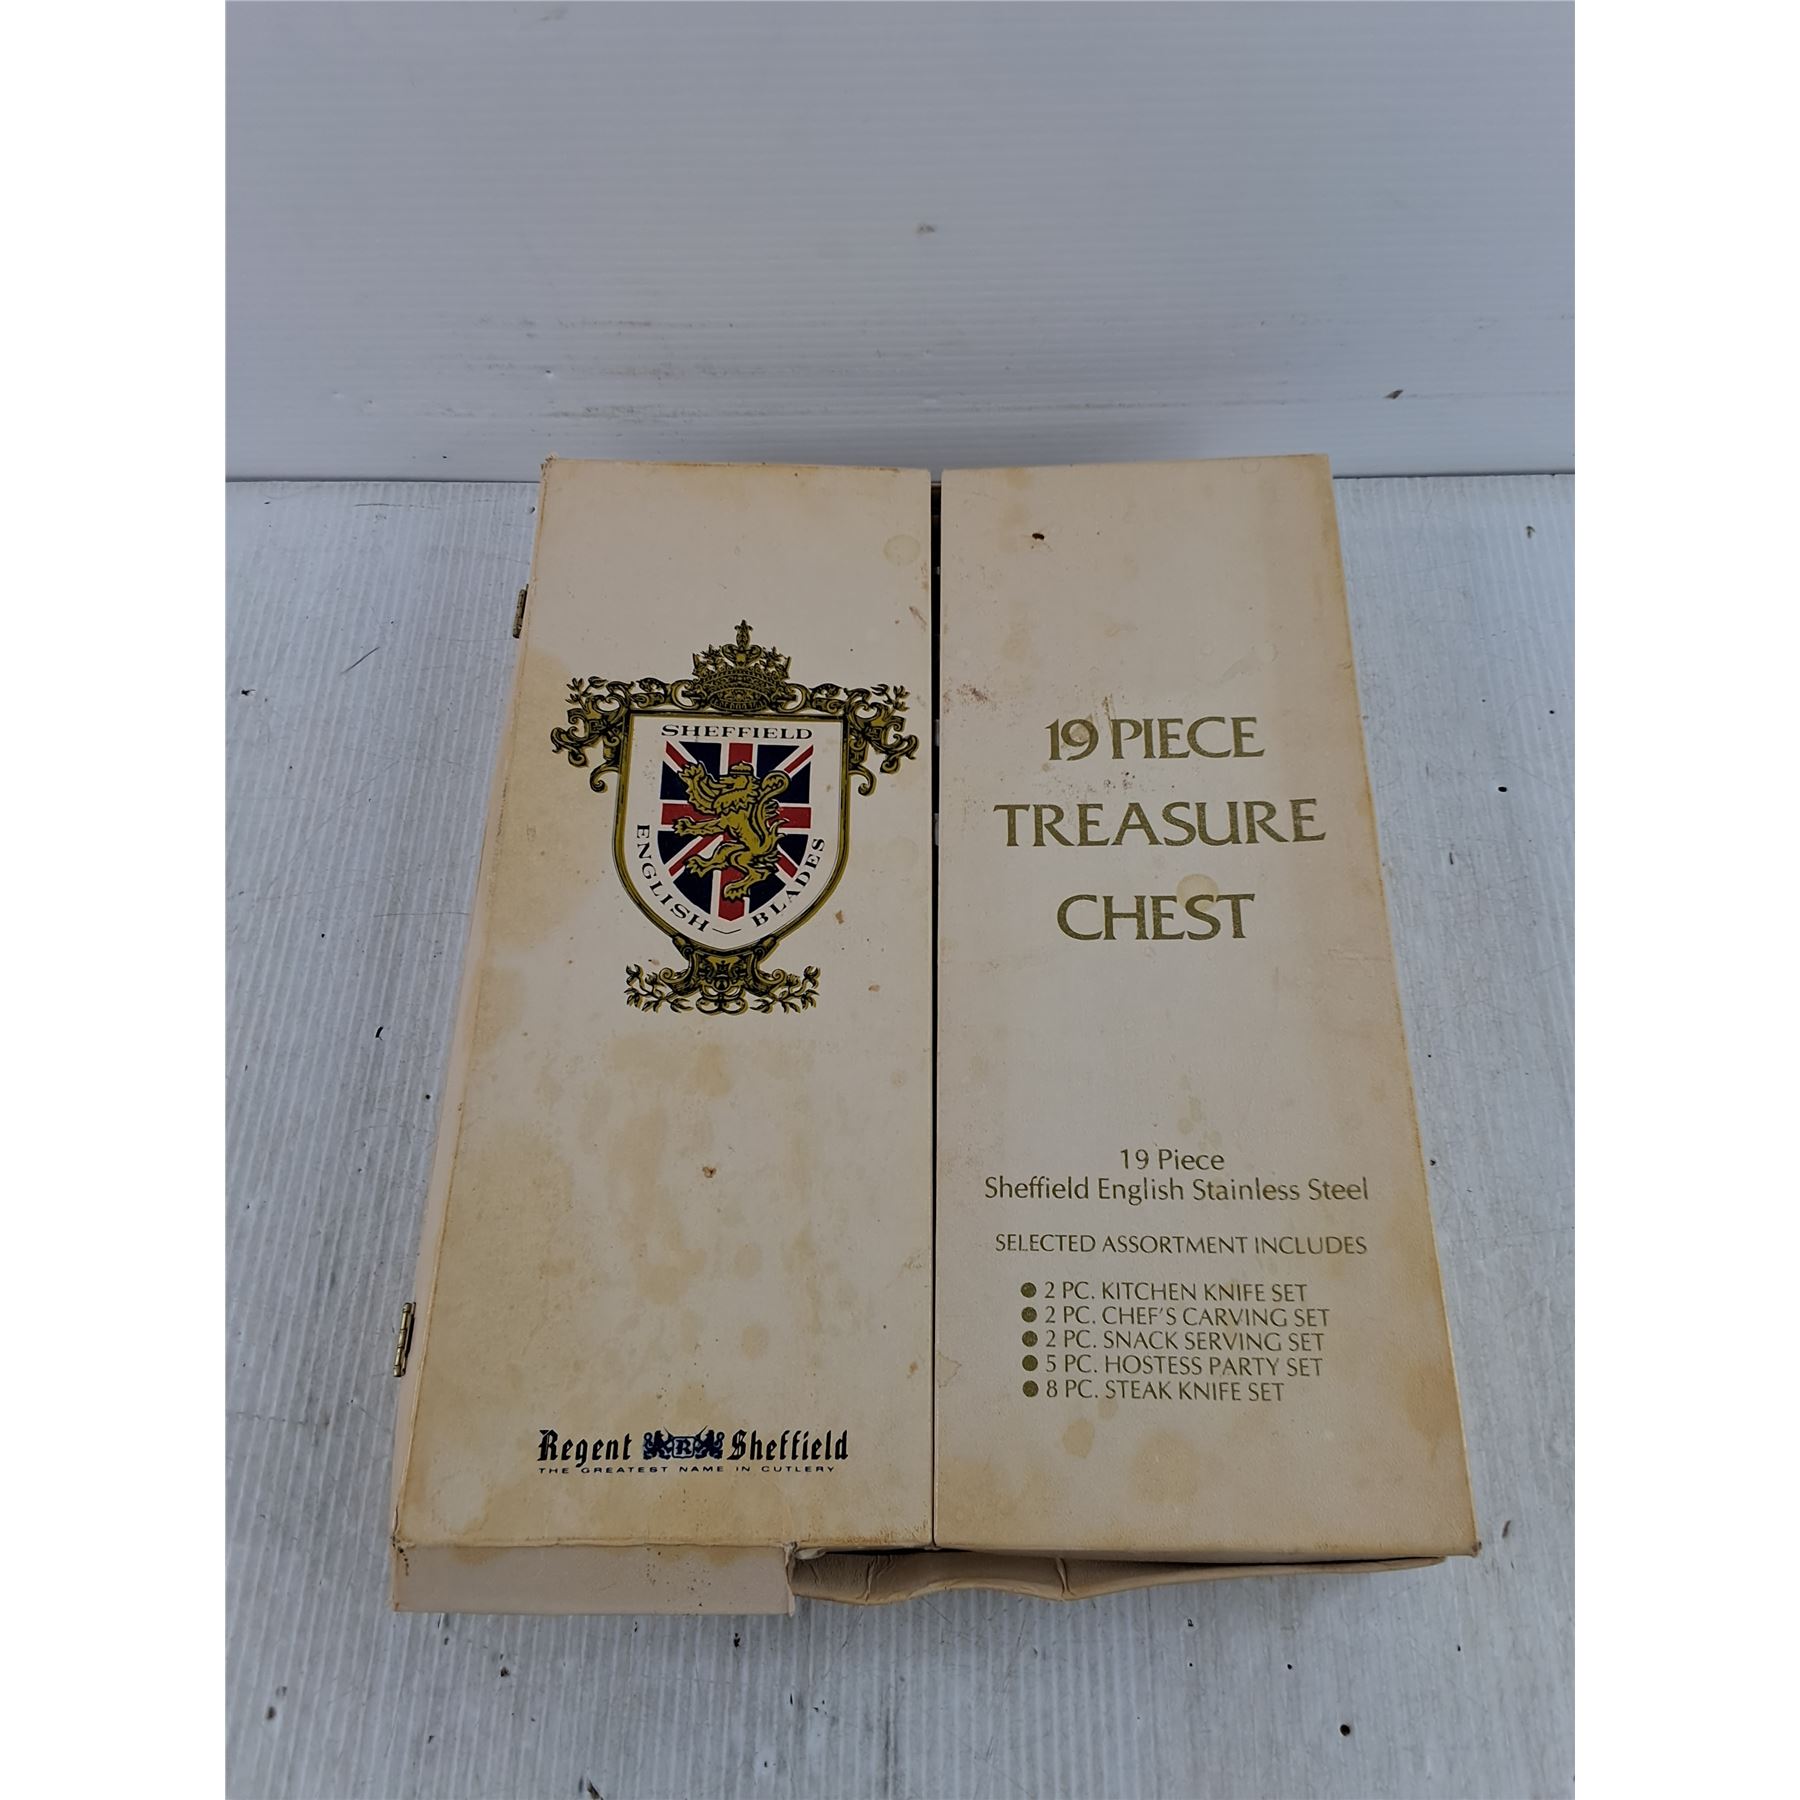 SHEFFIELD
ENGLISH BLADES
Regent R Sheffield
THE GREATEST NAME IN CUTLERY
19 PIECE
TREASURE
CHEST
19 Piece
Sheffield English Stainless Steel
SELECTED ASSORTMENT INCLUDES
● 2 PC. KITCHEN KNIFE SET
● 2 PC. CHEF'S CARVING SET
● 2 PC. SNACK SERVING SET
● 5 PC. HOSTESS PARTY SET
● 8 PC. STEAK KNIFE SET